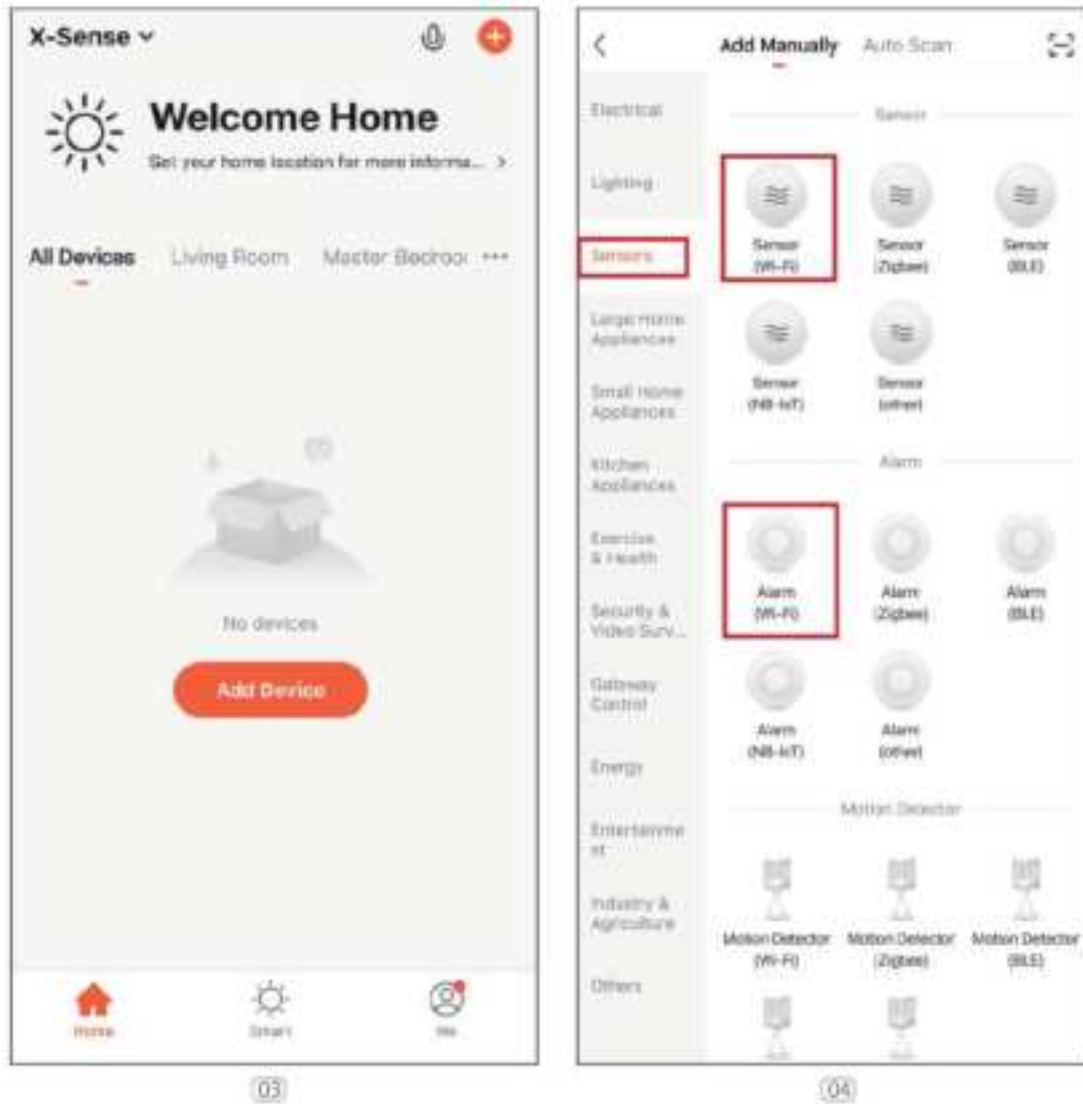 X-Sense
Welcome Home
Set your home location for more informa... >
All Devices Living Room Master Bedroo
No devices
Add Device
Home Smart Me
03
Add Manually Auto Scan
Electrical
Lighting
Sensors
Large Home
Appliances
Small Home
Appliances
Kitchen
Appliances
Exercise
& Health
Security &
Video Surv...
Gateway
Control
Energy
Entertainme
nt
Industry &
Agriculture
Others
Sensor
Sensor Sensor Sensor
(Wi-Fi) (Zigbee) (BLE)
Sensor Sensor
(NB-IoT) (other)
Alarm
Alarm Alarm Alarm
(Wi-Fi) (Zigbee) (BLE)
Alarm Alarm
(NB-IoT) (other)
Motion Detector
Motion Detector Motion Detector Motion Detector
(Wi-Fi) (Zigbee) (BLE)
04